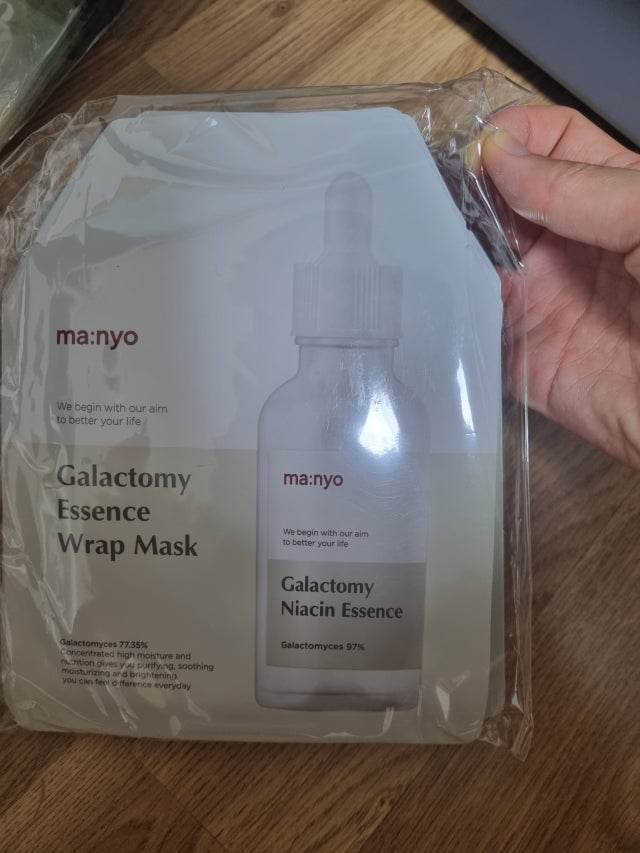 ma:nyo
We begin with our aim
to better your life
Galactomy
Essence
Wrap Mask
Galactomyces 77.35%
Concentrated high moisture and
nutrition gives you purifying, soothing
moisturizing and brightening
you can feel difference everyday
ma:nyo
We begin with our aim
to better your life
Galactomy
Niacin Essence
Galactomyces 97%